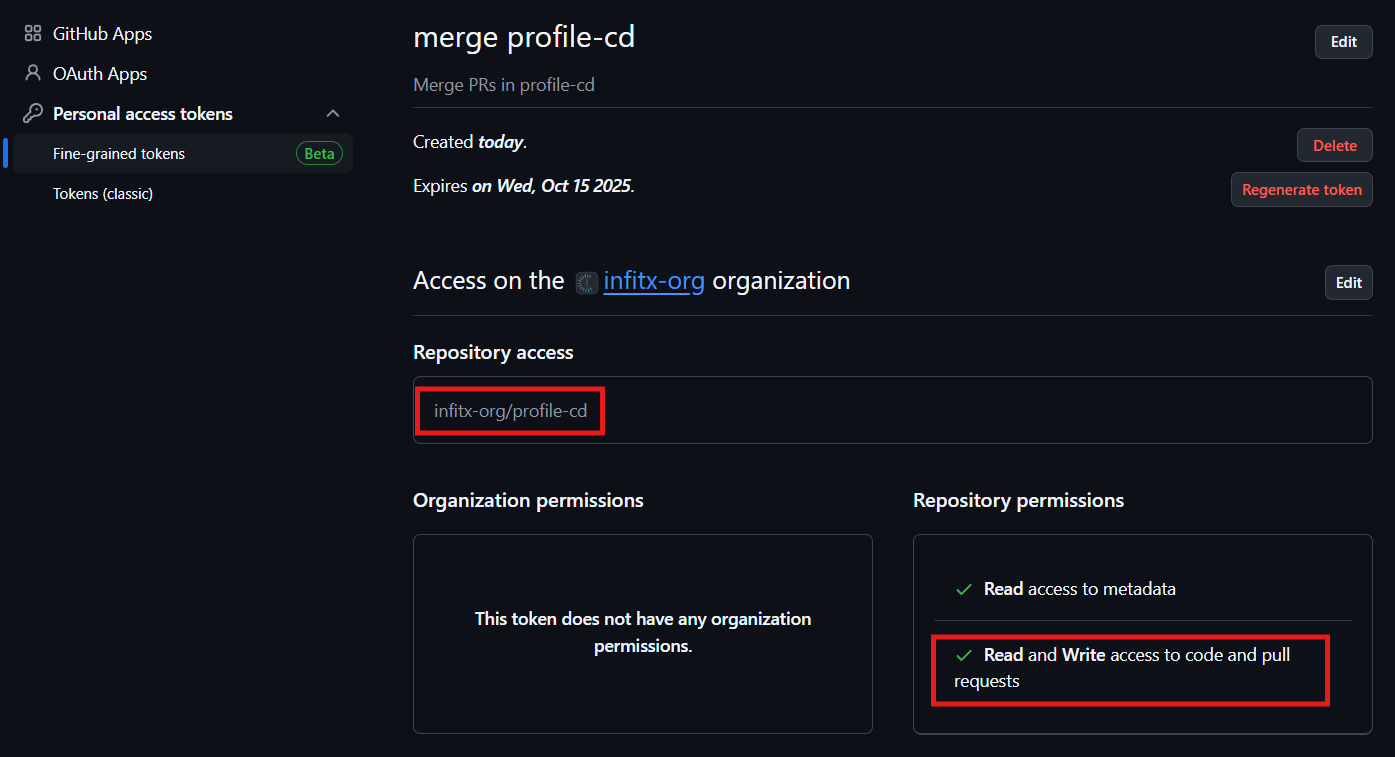 GitHub Apps
OAuth Apps
Personal access tokens
Fine-grained tokens Beta
Tokens (classic)
merge profile-cd
Edit
Merge PRs in profile-cd
Created today.
Delete
Expires on Wed, Oct 15 2025.
Regenerate token
Access on the infitx-org organization
Edit
Repository access
infitx-org/profile-cd
Organization permissions
This token does not have any organization
permissions.
Repository permissions
Read access to metadata
Read and Write access to code and pull
requests